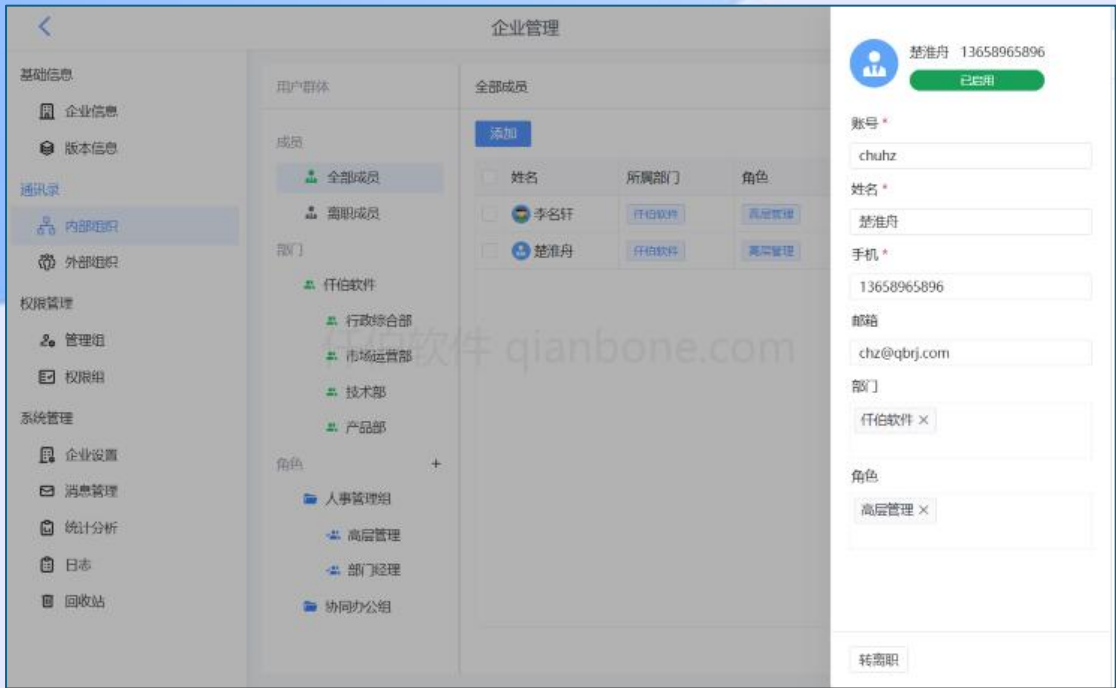 企业管理
基础信息
企业信息
版本信息
通讯录
内部组织
外部组织
权限管理
管理组
权限组
系统管理
企业设置
消息管理
统计分析
日志
回收站
用户群体
成员
全部成员
离职成员
部门
仟伯软件
行政综合部
市场运营部
技术部
产品部
角色 +
人事管理组
高层管理
部门经理
协同办公组
全部成员
添加
姓名 所属部门 角色
李名轩 仟伯软件 高层管理
楚淮舟 仟伯软件 高层管理
仟伯软件 qianbone.com
楚淮舟 13658965896
已启用
账号 *
chuhz
姓名 *
楚淮舟
手机 *
13658965896
邮箱
chz@qbrj.com
部门
仟伯软件 ×
角色
高层管理 ×
转离职